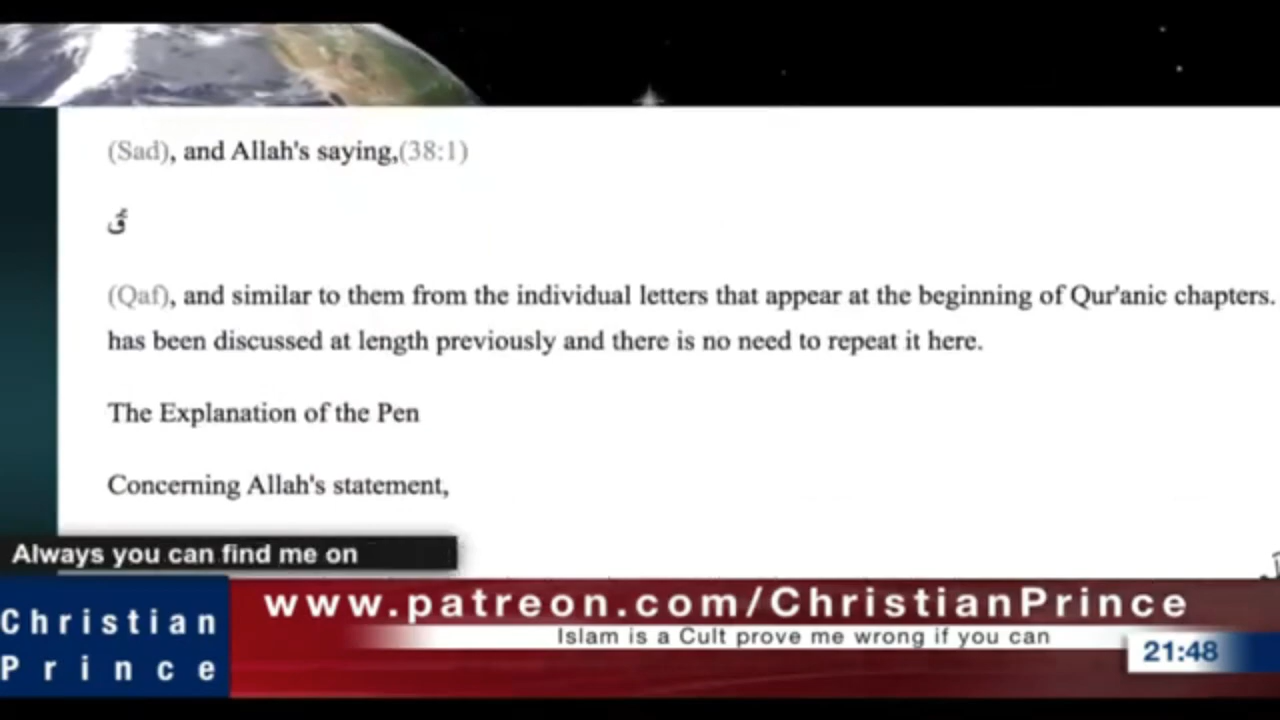 (Sad), and Allah's saying,(38:1)
قٓ
(Qaf), and similar to them from the individual letters that appear at the beginning of Qur'anic chapters.
has been discussed at length previously and there is no need to repeat it here.
The Explanation of the Pen
Concerning Allah's statement,
Always you can find me on
Christian
Prince
www.patreon.com/ChristianPrince
Islam is a Cult prove me wrong if you can
21:48